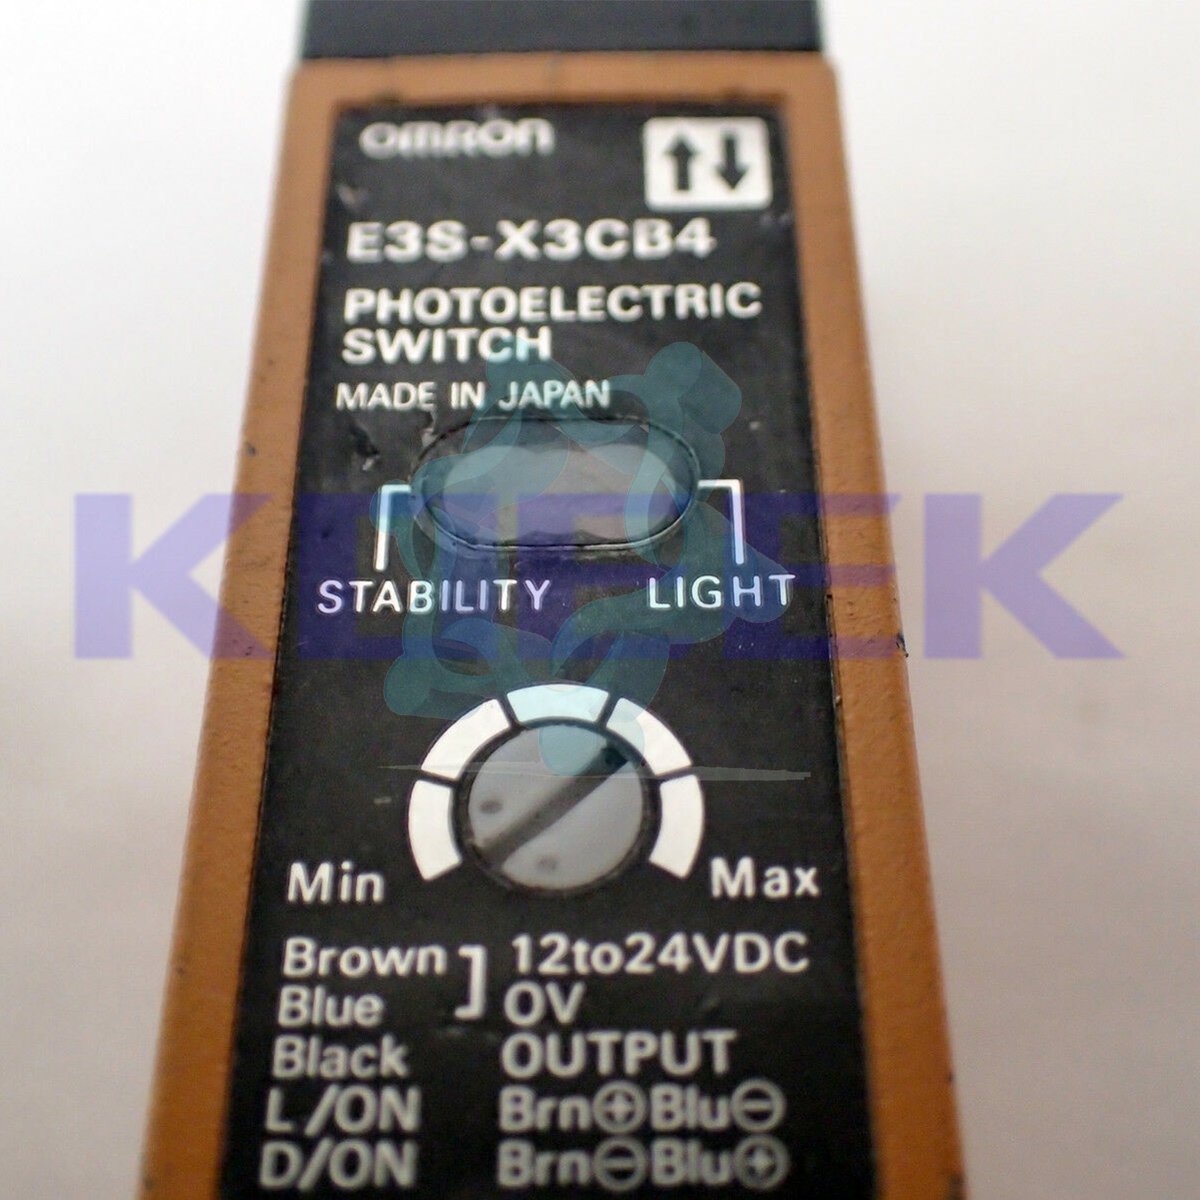 OMRON
E3S-X3CB4
PHOTOELECTRIC
SWITCH
MADE IN JAPAN
STABILITY LIGHT
Min Max
Brown ] 12to24VDC
Blue 0V
Black OUTPUT
L/ON Brn⊕Blu⊖
D/ON Brn⊖Blu⊕